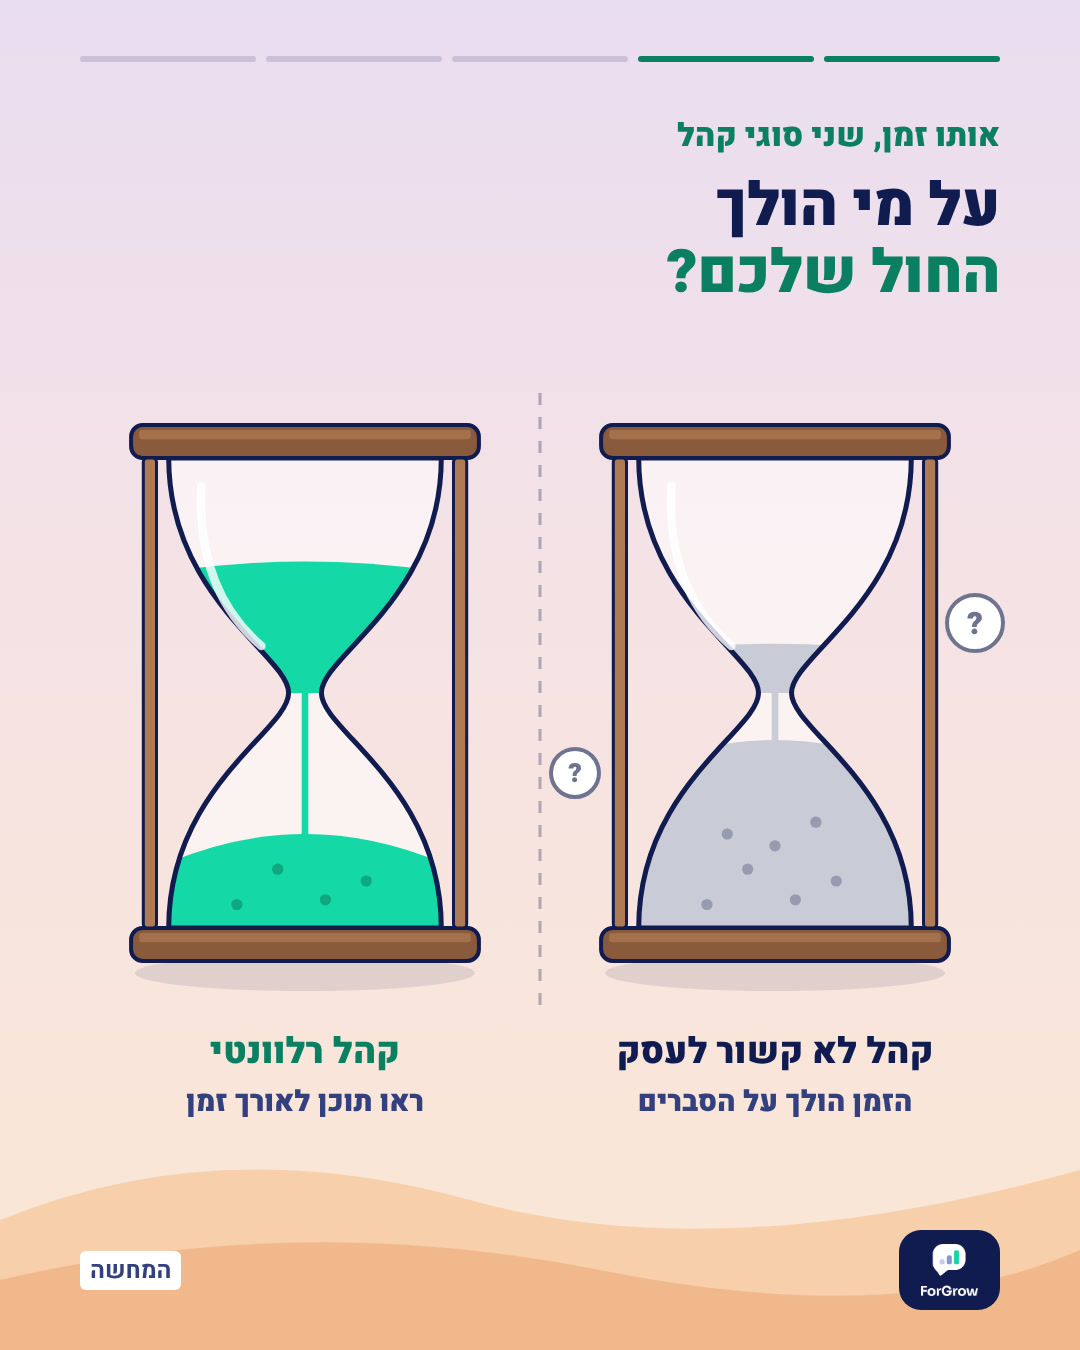 אותו זמן, שני סוגי קהל
על מי הולך
החול שלכם?
?
?
קהל לא קשור לעסק
הזמן הולך על הסברים
קהל רלוונטי
ראו תוכן לאורך זמן
ForGrow
המחשה